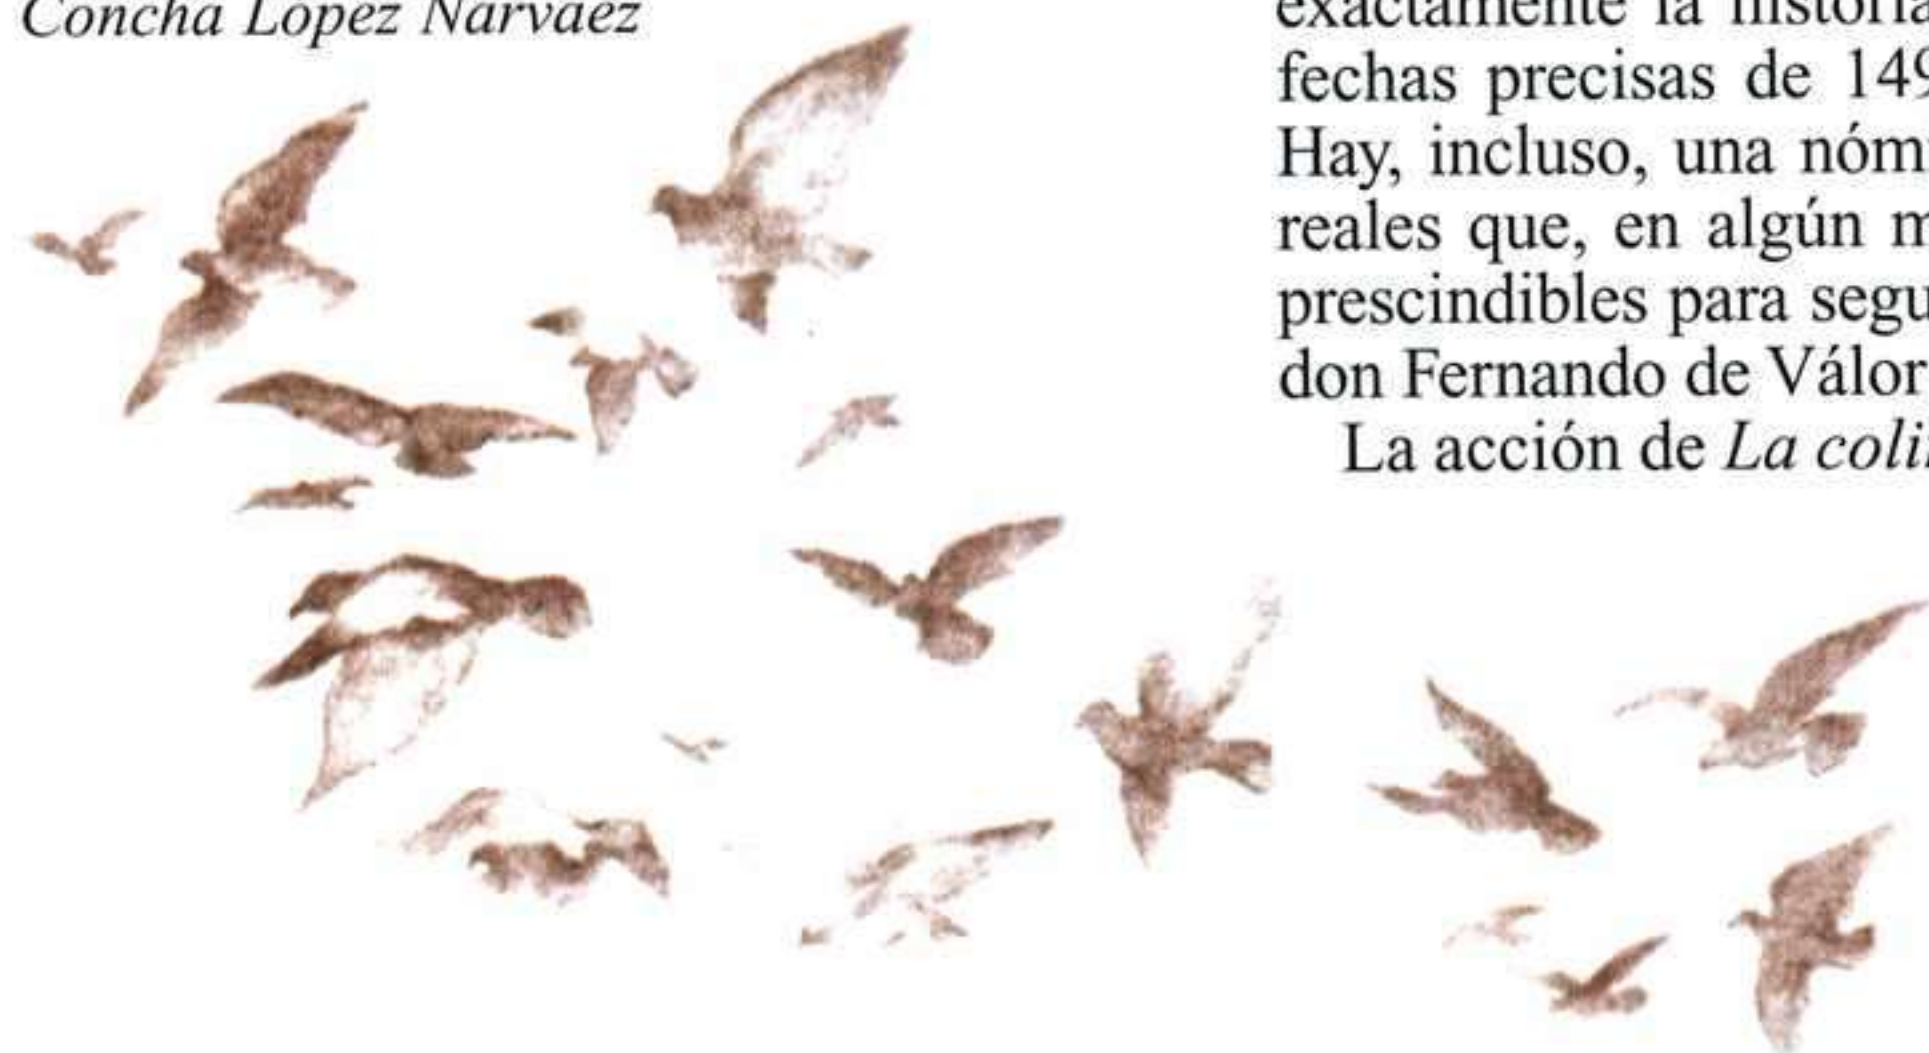 Concha López Narváez
exactamente la historia
fechas precisas de 149
Hay, incluso, una nóm
reales que, en algún m
prescindibles para segu
don Fernando de Válor
La acción de La coli